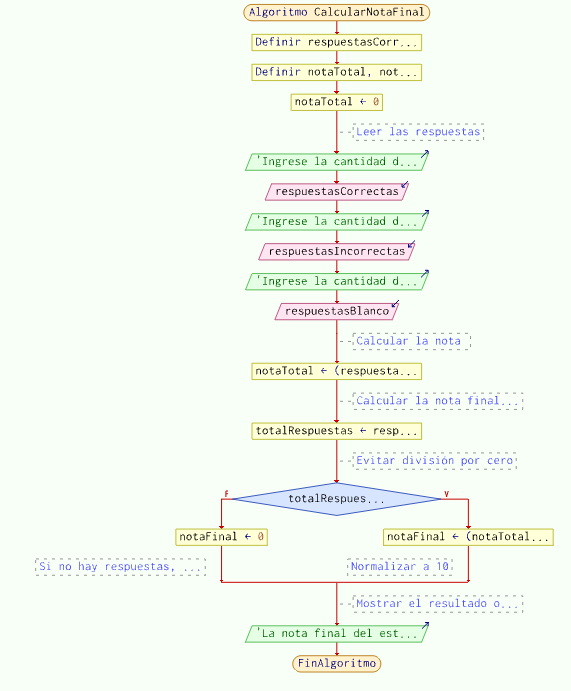 Algoritmo CalcularNotaFinal
Definir respuestasCorr...
Definir notaTotal, not...
notaTotal ← 0
Leer las respuestas
'Ingrese la cantidad d...
respuestasCorrectas
'Ingrese la cantidad d...
respuestasIncorrectas
'Ingrese la cantidad d...
respuestasBlanco
Calcular la nota
notaTotal ← (respuesta...
Calcular la nota final...
totalRespuestas ← resp...
Evitar división por cero
F
totalRespues...
V
notaFinal ← 0
notaFinal ← (notaTotal...
Si no hay respuestas, ...
Normalizar a 10
Mostrar el resultado o...
'La nota final del est...
FinAlgoritmo